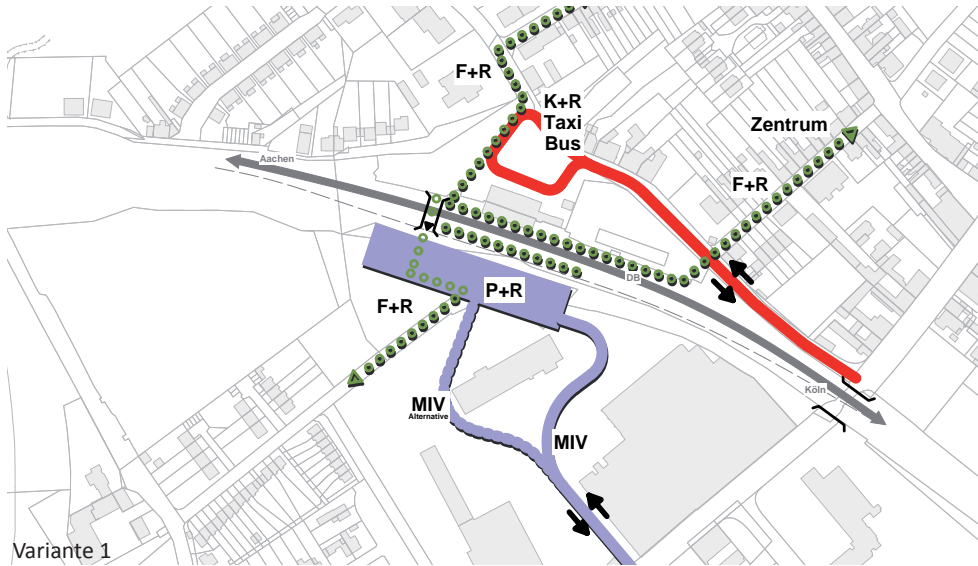 F+R
K+R
Taxi
Bus
Zentrum
Aachen
F+R
DB
P+R
F+R
Köln
MIV
Alternative
MIV
Variante 1